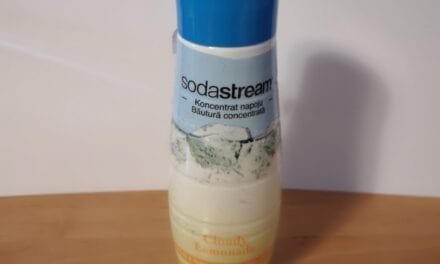 sodastream
Koncentrat napoju
Băutură concentrată
Cloudy
Lemonade